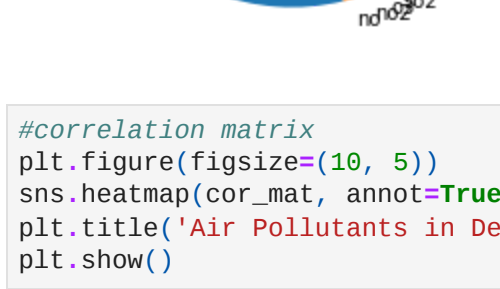 no
#correlation matrix
plt.figure(figsize=(10, 5))
sns.heatmap(cor_mat, annot=True
plt.title('Air Pollutants in De
plt.show()